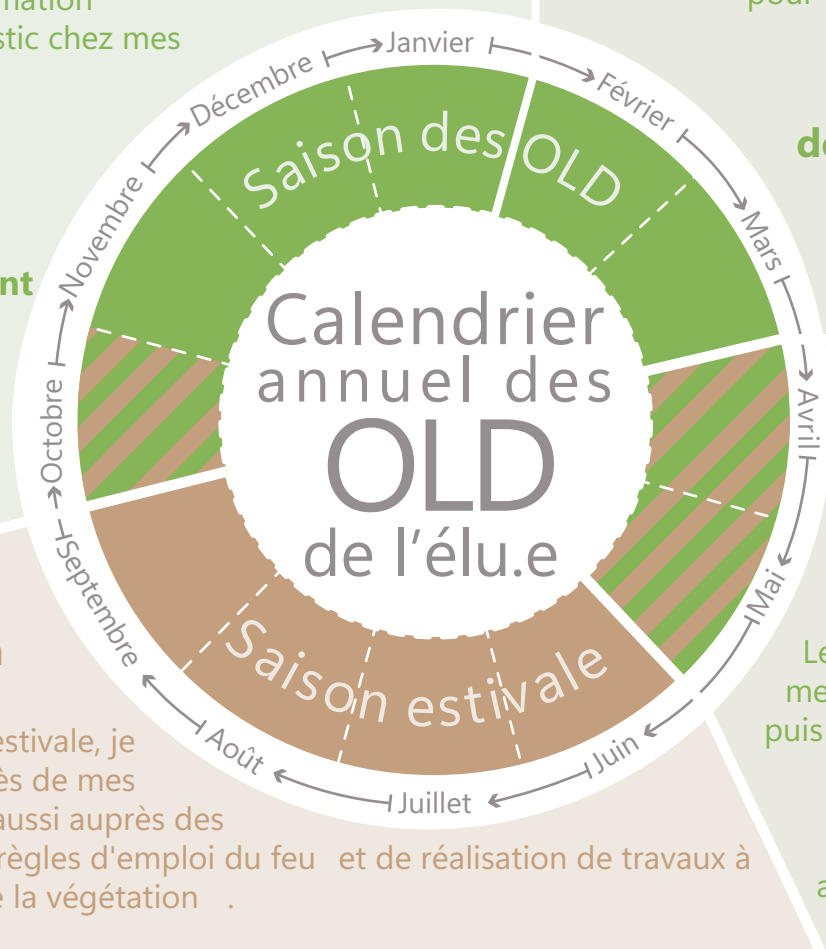 stic chez mes
pour
nt
Janvier
Février
Mars
Avril
Mai
Juin
Juillet
Août
Septembre
Octobre
Novembre
Décembre
Saison des OLD
Calendrier
annuel des
OLD
de l'élu.e
Saison estivale
Le
me
puis
estivale, je
ès de mes
aussi auprès des
règles d'emploi du feu et de réalisation de travaux à
e la végétation .
a